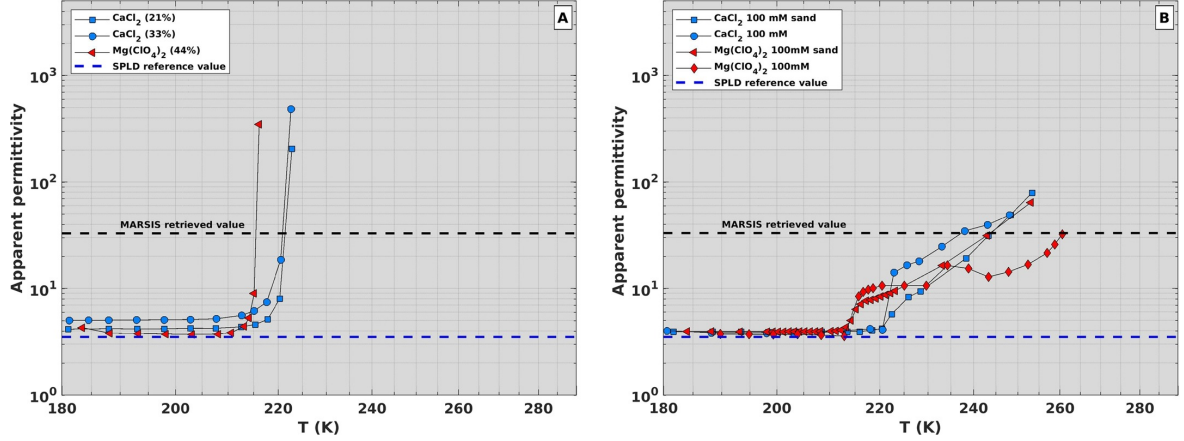 A
CaCl2 (21%)
CaCl2 (33%)
Mg(ClO4)2 (44%)
SPLD reference value
MARSIS retrieved value
Apparent permittivity
10^3
10^2
10^1
10^0
180 200 220 240 260 280
T (K)
B
CaCl2 100 mM sand
CaCl2 100 mM
Mg(ClO4)2 100mM sand
Mg(ClO4)2 100mM
SPLD reference value
MARSIS retrieved value
Apparent permittivity
10^3
10^2
10^1
10^0
180 200 220 240 260 280
T (K)